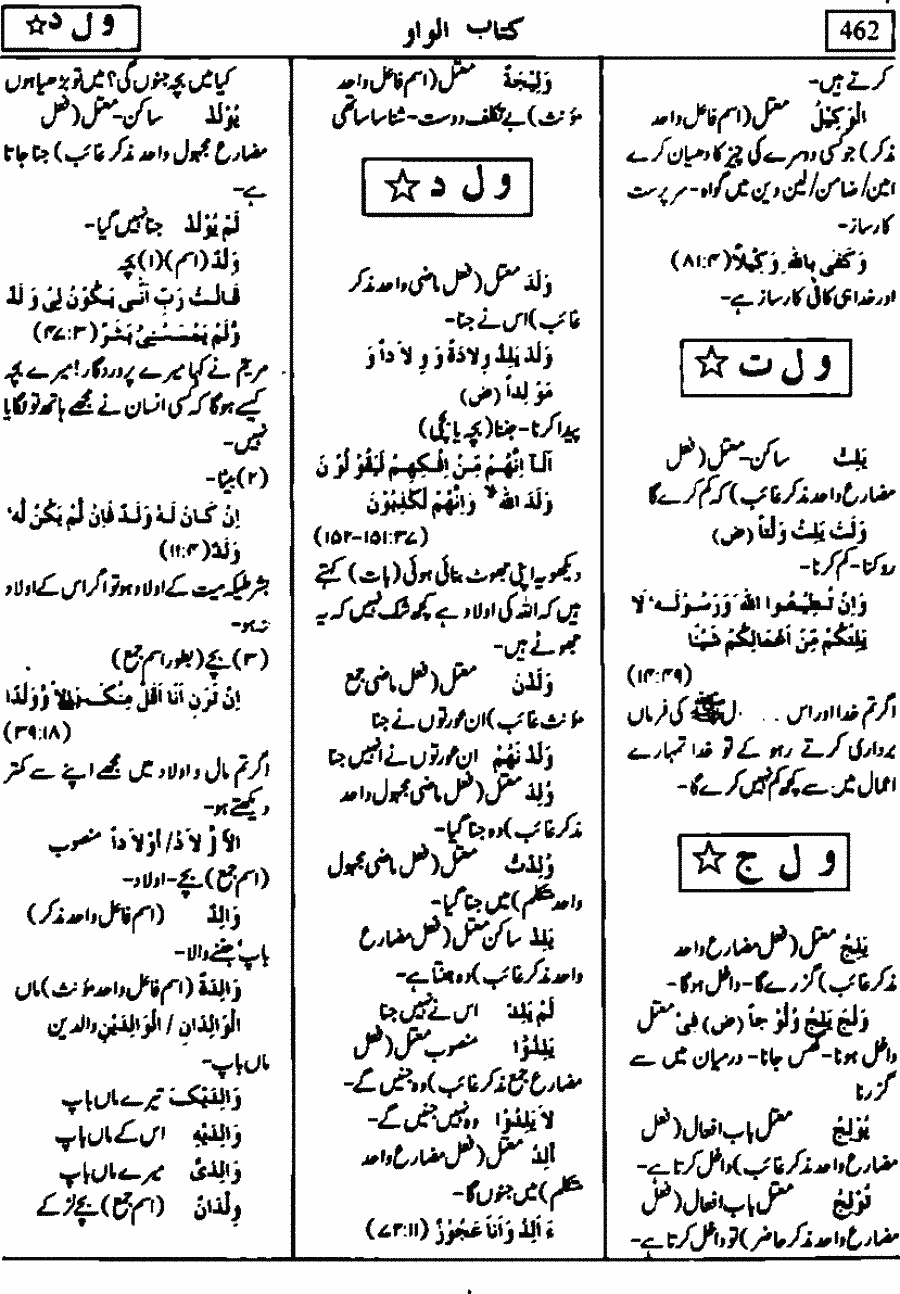 462
کتاب الواو
و ل د ☆
کرتے ہیں-
اَلْوَکِیْلُ معتل (اسم فاعل واحد
مذکر) جو کسی دوسرے کی چیز کا دھیان کرے
امین/ ضامن/ لین دین میں گواہ- سرپرست
کارساز-
وَ کَفٰی بِاللّٰہِ وَکِیْلاً (۸۱:۴)
اور خدا ہی کافی کارساز ہے-
و ل ت ☆
یَلِتْ ساکن- معتل (فعل
مضارع واحد مذکر غائب) کہ کم کرے گا
وَلَتَ یَلِتُ وَلْتاً (ض)
روکنا- کم کرنا-
وَاِنْ تُطِیْعُوا اللّٰہَ وَرَسُوْلَہٗ لَا
یَلِتْکُمْ مِّنْ اَعْمَالِکُمْ شَیْئًا
(۱۴:۴۹)
اگر تم خدا اور اس ... ل ﷺ کی فرماں
برداری کرتے رہو گے تو خدا تمہارے
اعمال میں سے کچھ کم نہیں کرے گا-
و ل ج ☆
یَلِجُ معتل (فعل مضارع واحد
مذکر غائب) گزرے گا- داخل ہوگا-
وَلَجَ یَلِجُ وُلُوْجاً (ض) فِیْ معتل
داخل ہونا- گھس جانا- درمیان میں سے
گزرنا
یُوْلِجُ معتل باب افعال (فعل
مضارع واحد مذکر غائب) داخل کرتا ہے-
تُوْلِجُ معتل باب افعال (فعل
مضارع واحد مذکر حاضر) تو داخل کرتا ہے-
وَلِیْجَۃً معتل (اسم فاعل واحد
مؤنث) بے تکلف دوست- شناسا ساتھی
و ل د ☆
وَلَدَ معتل (فعل ماضی واحد مذکر
غائب) اس نے جنا-
وَلَدَ یَلِدُ وِلَادَۃً وَ وِلَاداً وَ
مَوْلِداً (ض)
پیدا کرنا- جننا (بچہ یا بچی)
اَلَآ اِنَّھُمْ مِّنْ اِفْکِھِمْ لَیَقُوْلُوْنَ
وَلَدَ اللّٰہُ ۙ وَاِنَّھُمْ لَکٰذِبُوْنَ
(۱۵۱:۳۷-۱۵۲)
دیکھو یہ اپنی جھوٹ بنائی ہوئی (بات) کہتے
ہیں کہ اللہ کی اولاد ہے کچھ شک نہیں کہ یہ
جھوٹے ہیں-
وَلَدْنَ معتل (فعل ماضی جمع
مؤنث غائب) ان عورتوں نے جنا
وَلَدْنَھُمْ ان عورتوں نے انہیں جنا
وُلِدَ معتل (فعل ماضی مجہول واحد
مذکر غائب) وہ جنا گیا-
وُلِدْتُ معتل (فعل ماضی مجہول
واحد متکلم) میں جنا گیا-
یَلِدْ ساکن معتل (فعل مضارع
واحد مذکر غائب) وہ جنتا ہے-
لَمْ یَلِدْ اس نے نہیں جنا
یَلِدُوْا منصوب معتل (فعل
مضارع جمع مذکر غائب) وہ جنیں گے-
لَا یَلِدُوْا وہ نہیں جنیں گے-
اَلِدُ معتل (فعل مضارع واحد
متکلم) میں جنوں گا-
ءَ اَلِدُ وَ اَنَا عَجُوْزٌ (۷۲:۱۱)
کیا میں بچہ جنوں گی؟ میں تو بڑھیا ہوں
یُوْلَدْ ساکن- معتل (فعل
مضارع مجہول واحد مذکر غائب) جنا جاتا
ہے-
لَمْ یُوْلَدْ جنا نہیں گیا-
وَلَدٌ (اسم) (۱) بچہ
قَالَتْ رَبِّ اَنّٰی یَکُوْنُ لِیْ وَلَدٌ
وَّلَمْ یَمْسَسْنِیْ بَشَرٌ (۴۷:۳)
مریم نے کہا میرے پروردگار! میرے بچہ
کیسے ہوگا کہ کسی انسان نے مجھے ہاتھ تو لگایا
نہیں-
(۲) بیٹا-
اِنْ کَانَ لَہٗ وَلَدٌ فَاِنْ لَّمْ یَکُنْ لَّہٗ
وَلَدٌ (۱۱:۴)
بشرطیکہ میت کے اولاد ہو تو اگر اس کے اولاد
نہ ہو-
(۳) بچے (بطور اسم جمع)
اِنْ تَرَنِ اَنَا اَقَلَّ مِنْکَ مَالاً وَّوَلَدًا
(۳۹:۱۸)
اگر تم مال و اولاد میں مجھے اپنے سے کمتر
دیکھتے ہو-
اَلْاَوْلَادُ/ اَوْلَاداً منصوب
(اسم جمع) بچے- اولاد-
وَالِدٌ (اسم فاعل واحد مذکر)
باپ جننے والا-
وَالِدَۃٌ (اسم فاعل واحد مؤنث) ماں
اَلْوَالِدَانِ / اَلْوَالِدَیْنِ والدین
ماں باپ-
وَالِدَیْکَ تیرے ماں باپ
وَالِدَیْہِ اس کے ماں باپ
وَالِدَیَّ میرے ماں باپ
وِلْدَانٌ (اسم جمع) بچے لڑکے